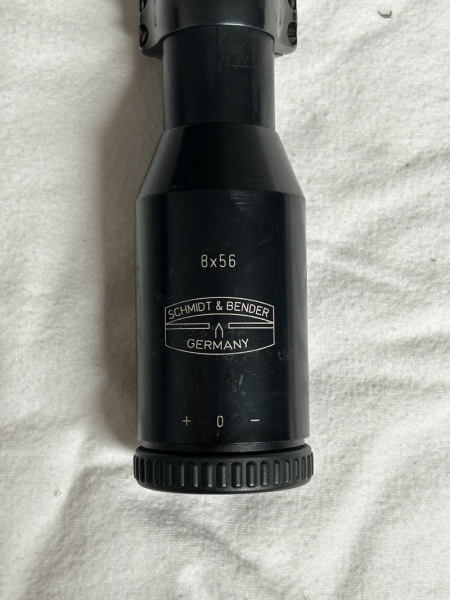 8x56
SCHMIDT & BENDER
GERMANY
+ 0 -